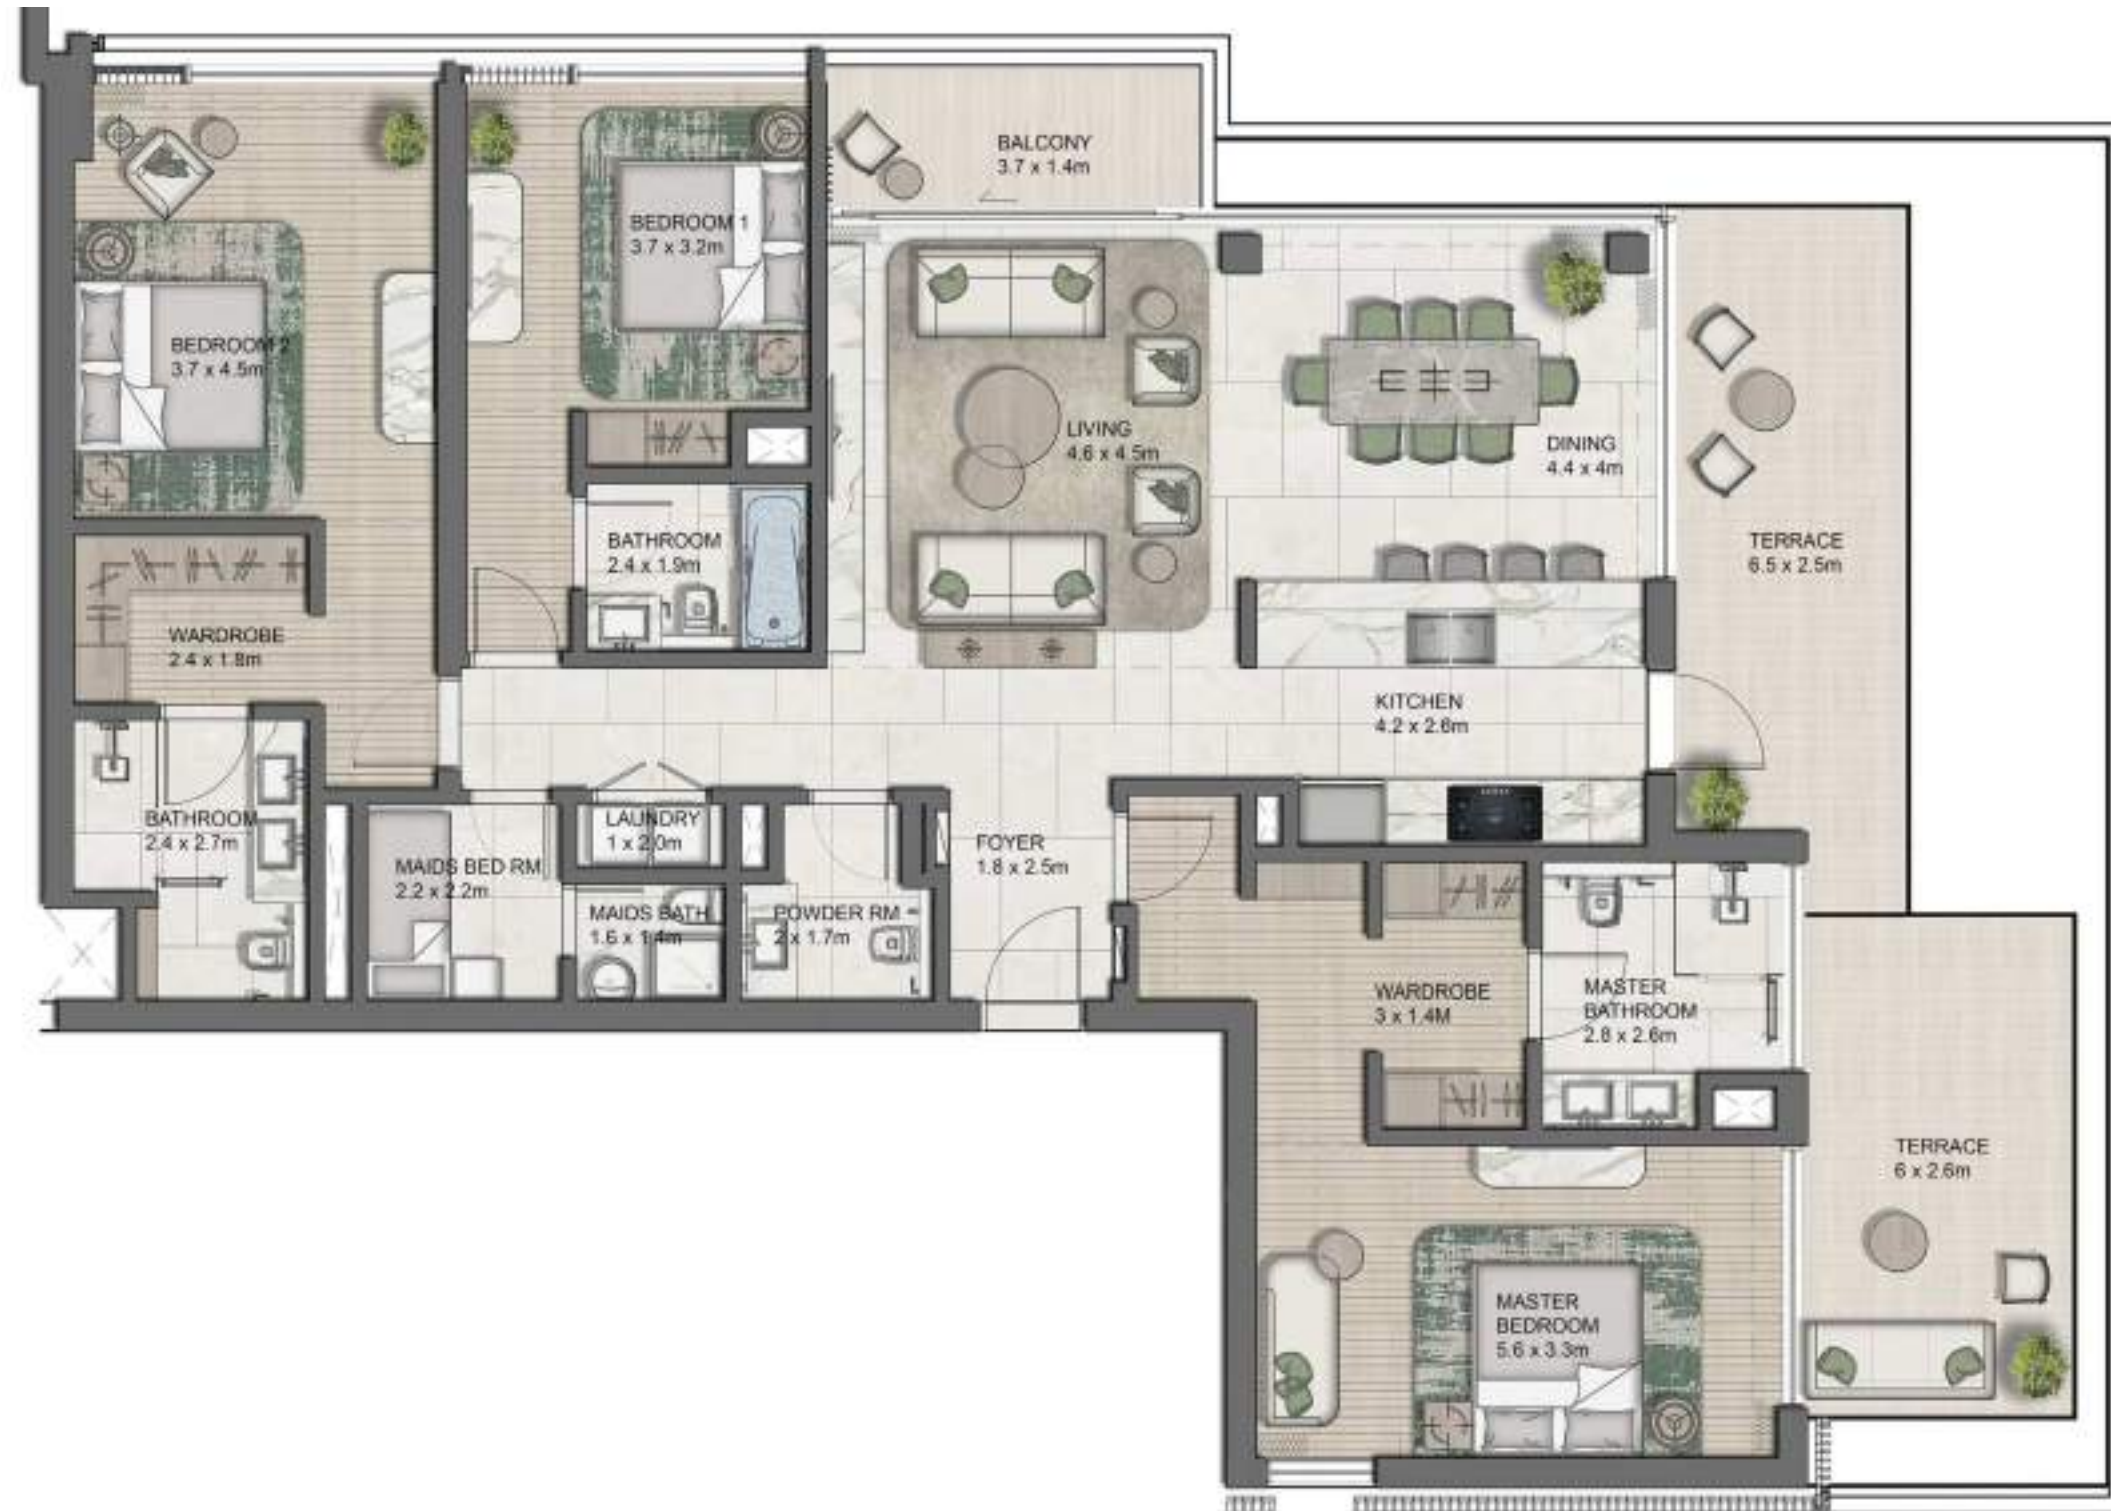 BALCONY
3.7 x 1.4m
BEDROOM 1
3.7 x 3.2m
BEDROOM 2
3.7 x 4.5m
LIVING
4.6 x 4.5m
DINING
4.4 x 4m
TERRACE
6.5 x 2.5m
BATHROOM
2.4 x 1.9m
WARDROBE
2.4 x 1.8m
KITCHEN
4.2 x 2.6m
BATHROOM
2.4 x 2.7m
LAUNDRY
1 x 2.0m
FOYER
1.8 x 2.5m
MAIDS BED RM
2.2 x 2.2m
MAIDS BATH
1.6 x 1.4m
POWDER RM
2 x 1.7m
WARDROBE
3 x 1.4M
MASTER
BATHROOM
2.8 x 2.6m
TERRACE
6 x 2.6m
MASTER
BEDROOM
5.6 x 3.3m